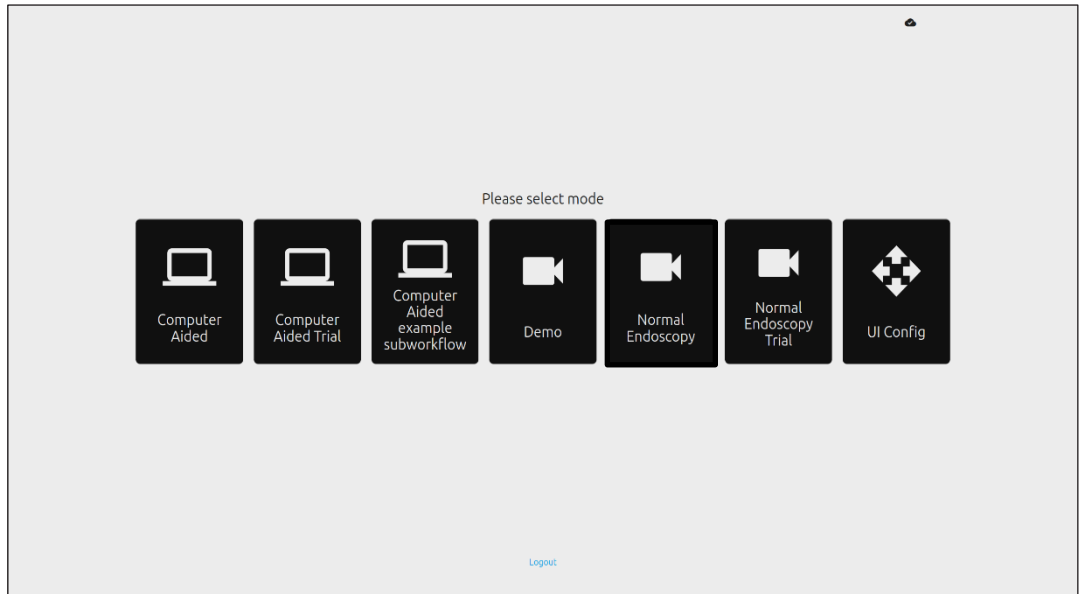 Please select mode
Computer
Aided
Computer
Aided Trial
Computer
Aided
example
subworkflow
Demo
Normal
Endoscopy
Normal
Endoscopy
Trial
UI Config
Logout